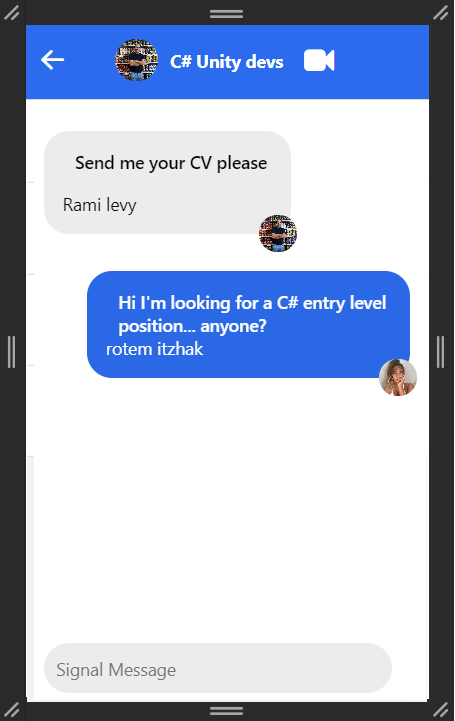 C# Unity devs
Send me your CV please
Rami levy
Hi I'm looking for a C# entry level
position... anyone?
rotem itzhak
Signal Message